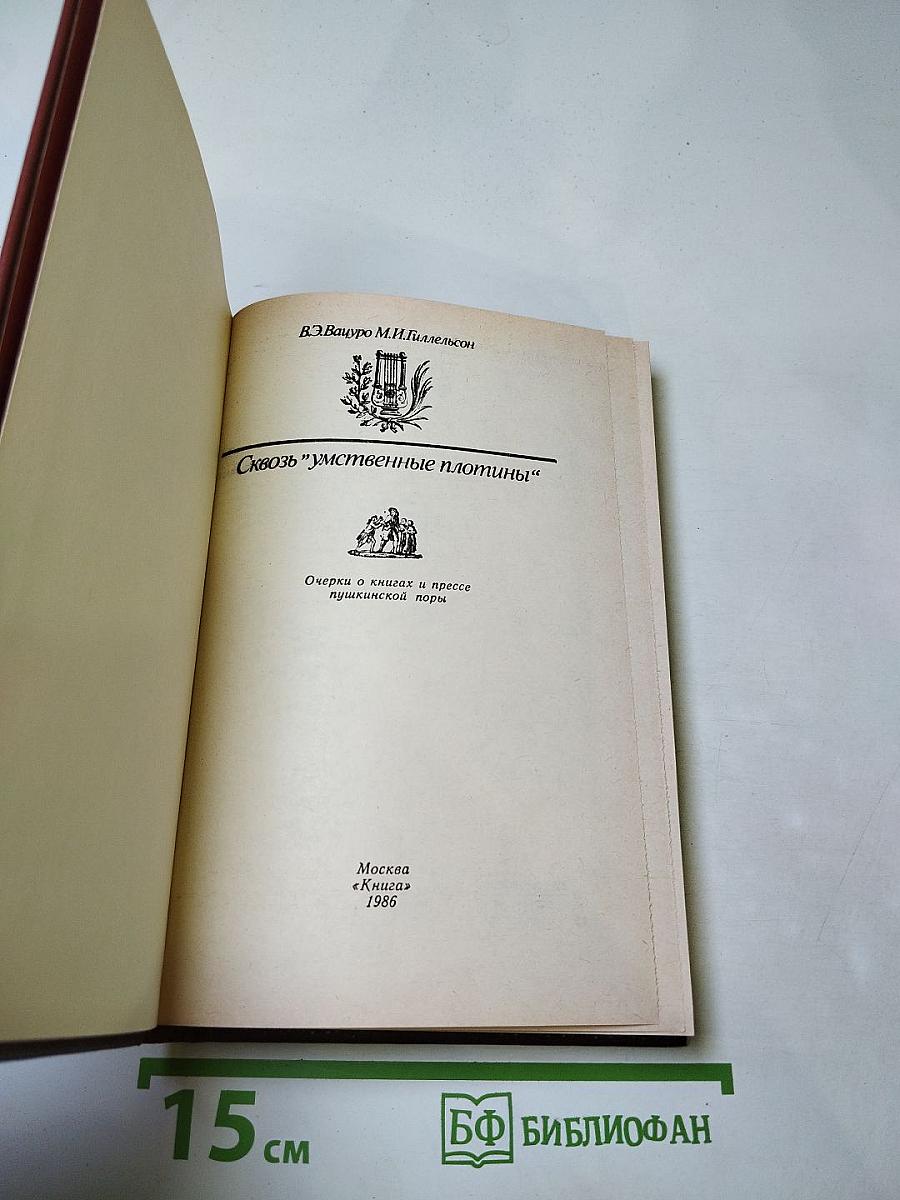 В.Э.Вацуро М.И.Гиллельсон
Сквозь "умственные плотины“
Очерки о книгах и прессе
пушкинской поры
Москва
«Книга»
1986
15 см
БФ БИБЛИОФАН